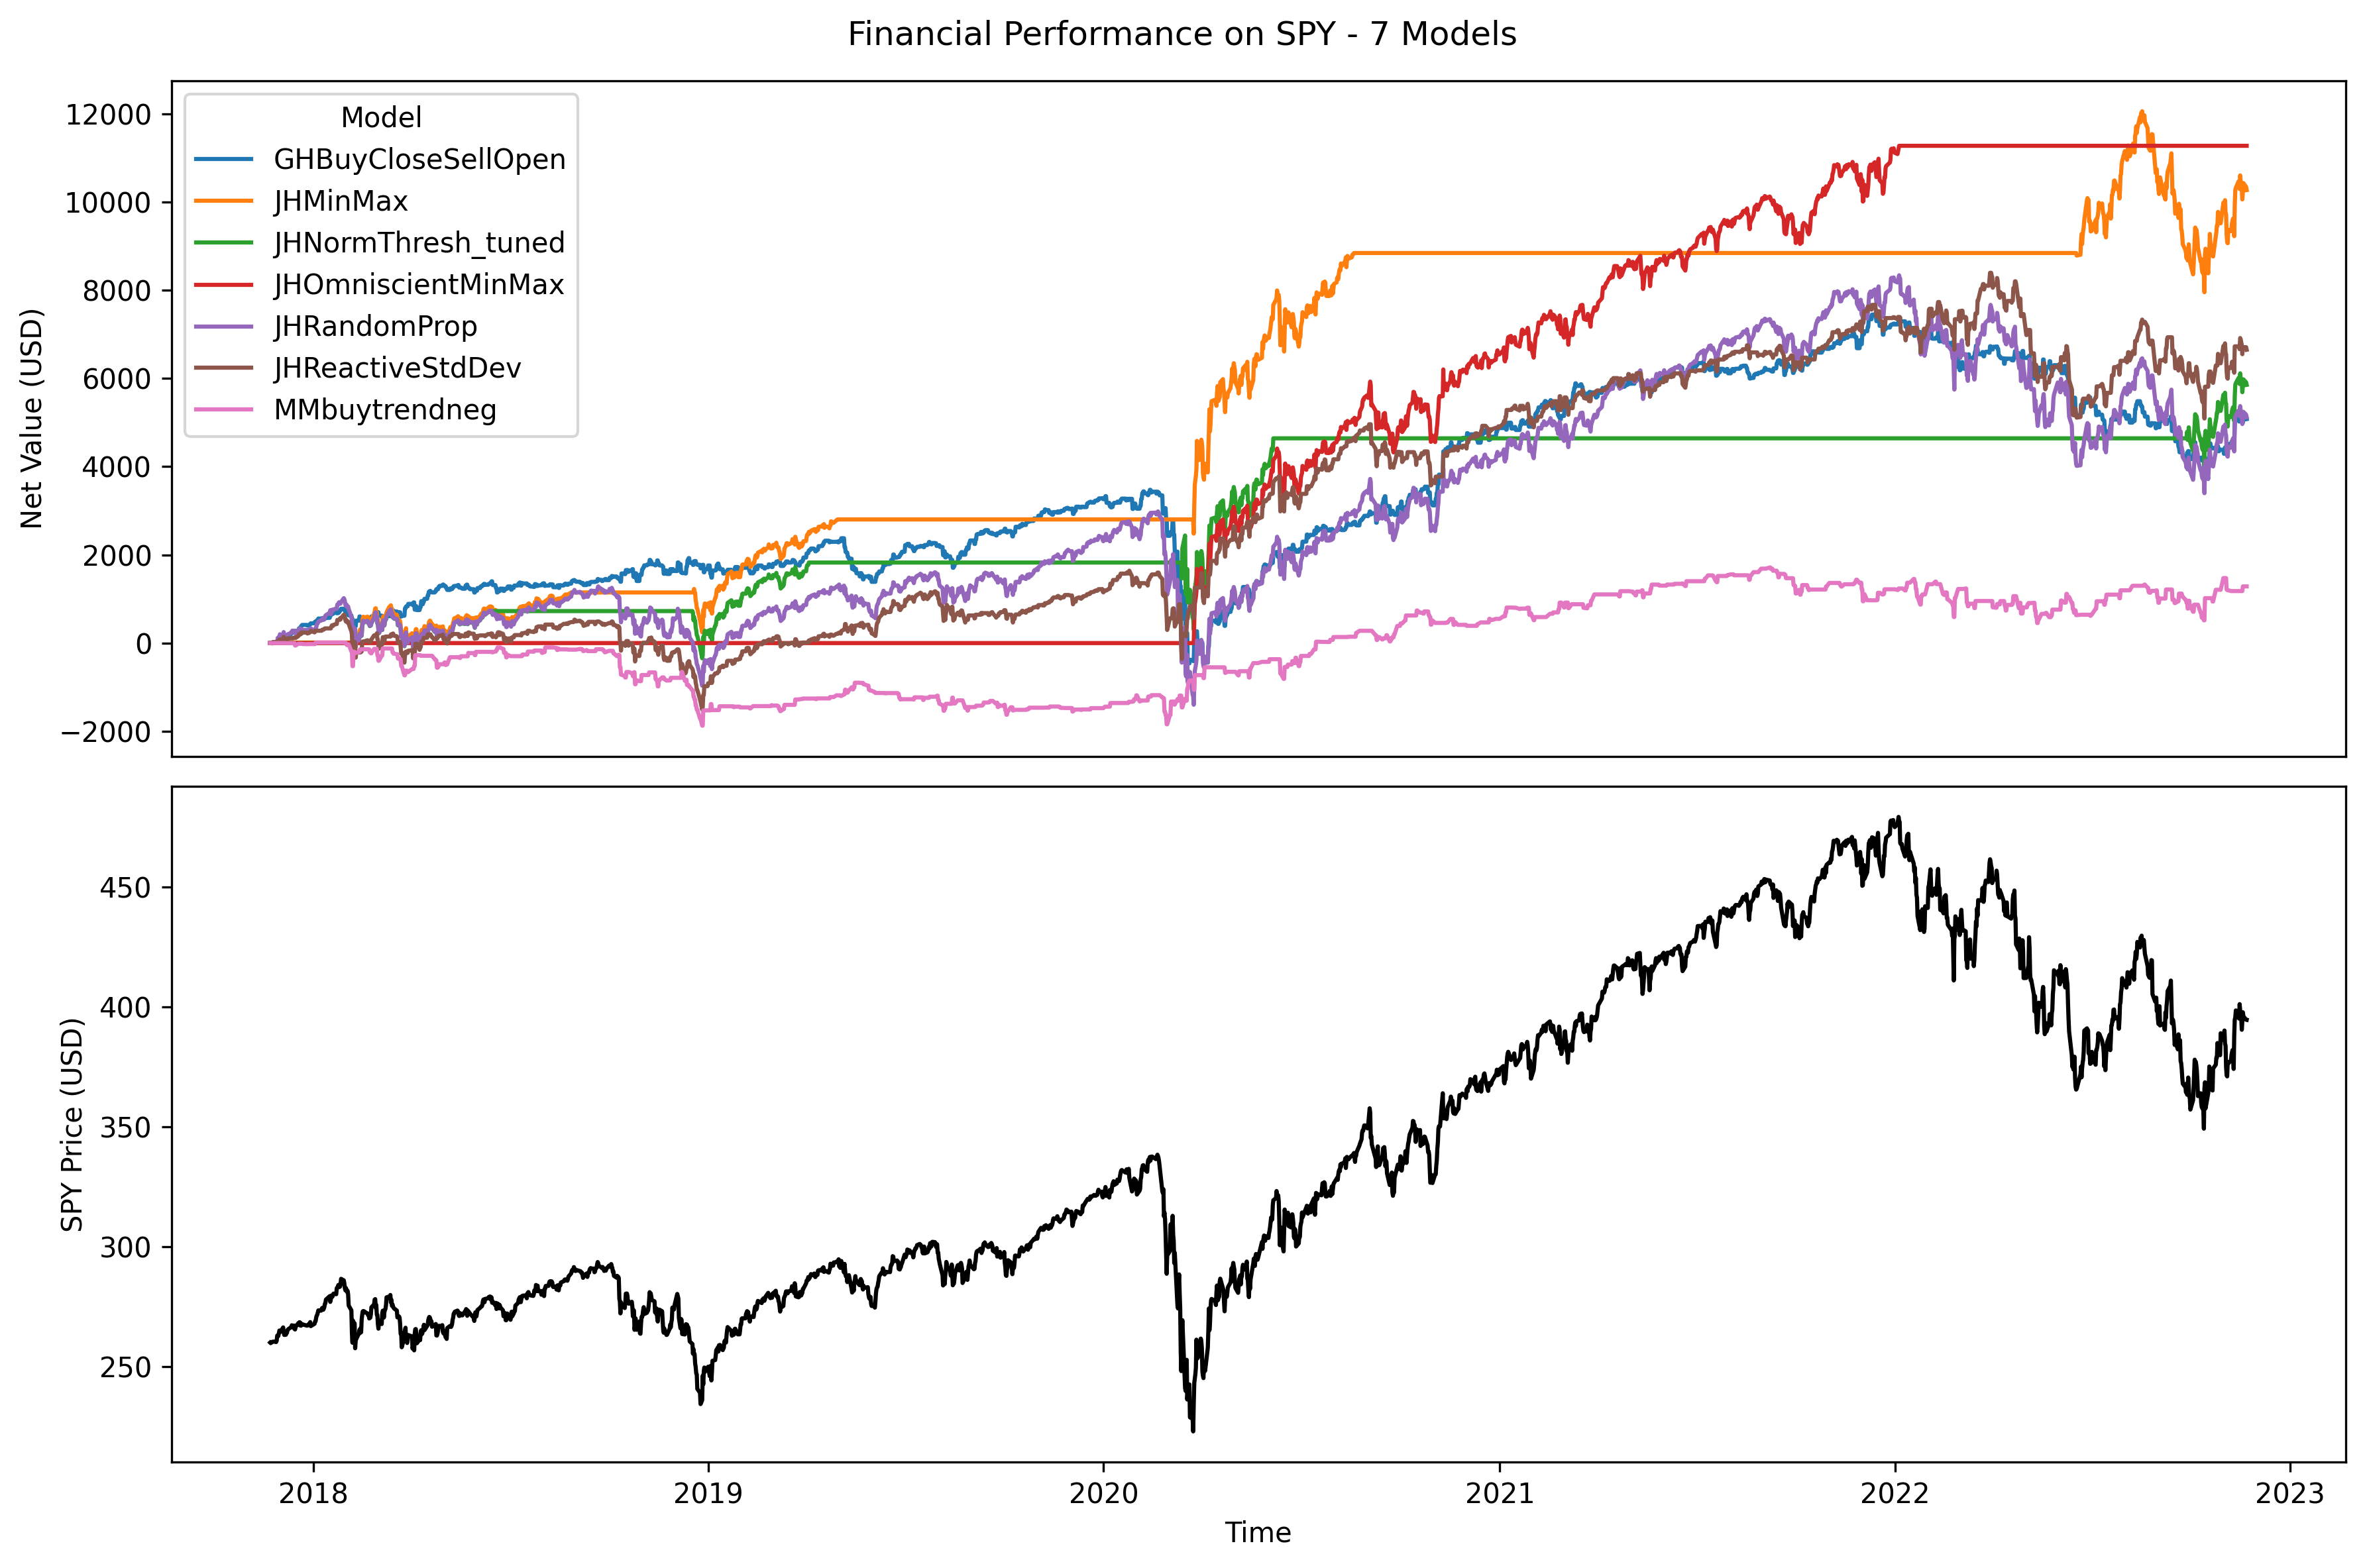 Financial Performance on SPY - 7 Models
Net Value (USD)
12000
10000
8000
6000
4000
2000
0
−2000
Model
GHBuyCloseSellOpen
JHMinMax
JHNormThresh_tuned
JHOmniscientMinMax
JHRandomProp
JHReactiveStdDev
MMbuytrendneg
SPY Price (USD)
450
400
350
300
250
2018 2019 2020 2021 2022 2023
Time